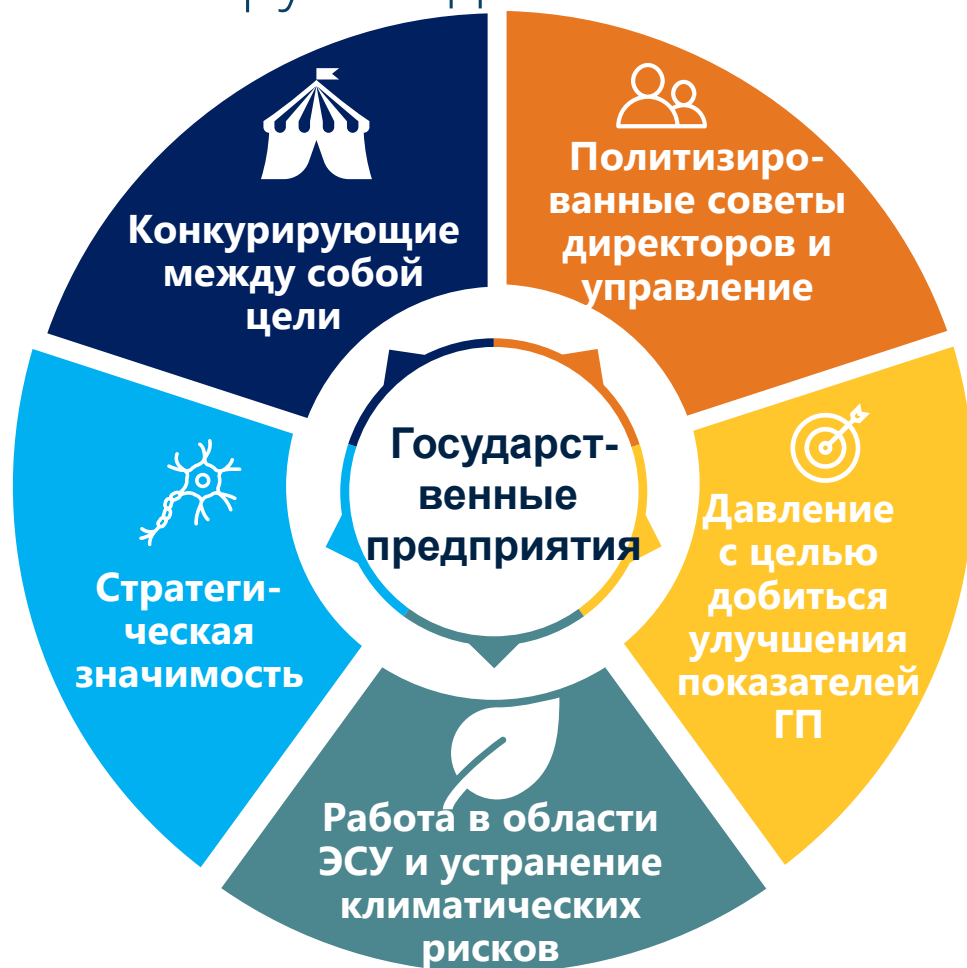 Конкурирующие
между собой
цели
Политизиро-
ванные советы
директоров и
управление
Давление
с целью
добиться
улучшения
показателей
ГП
Работа в области
ЭСУ и устранение
климатических
рисков
Стратеги-
ческая
значимость
Государст-
венные
предприятия